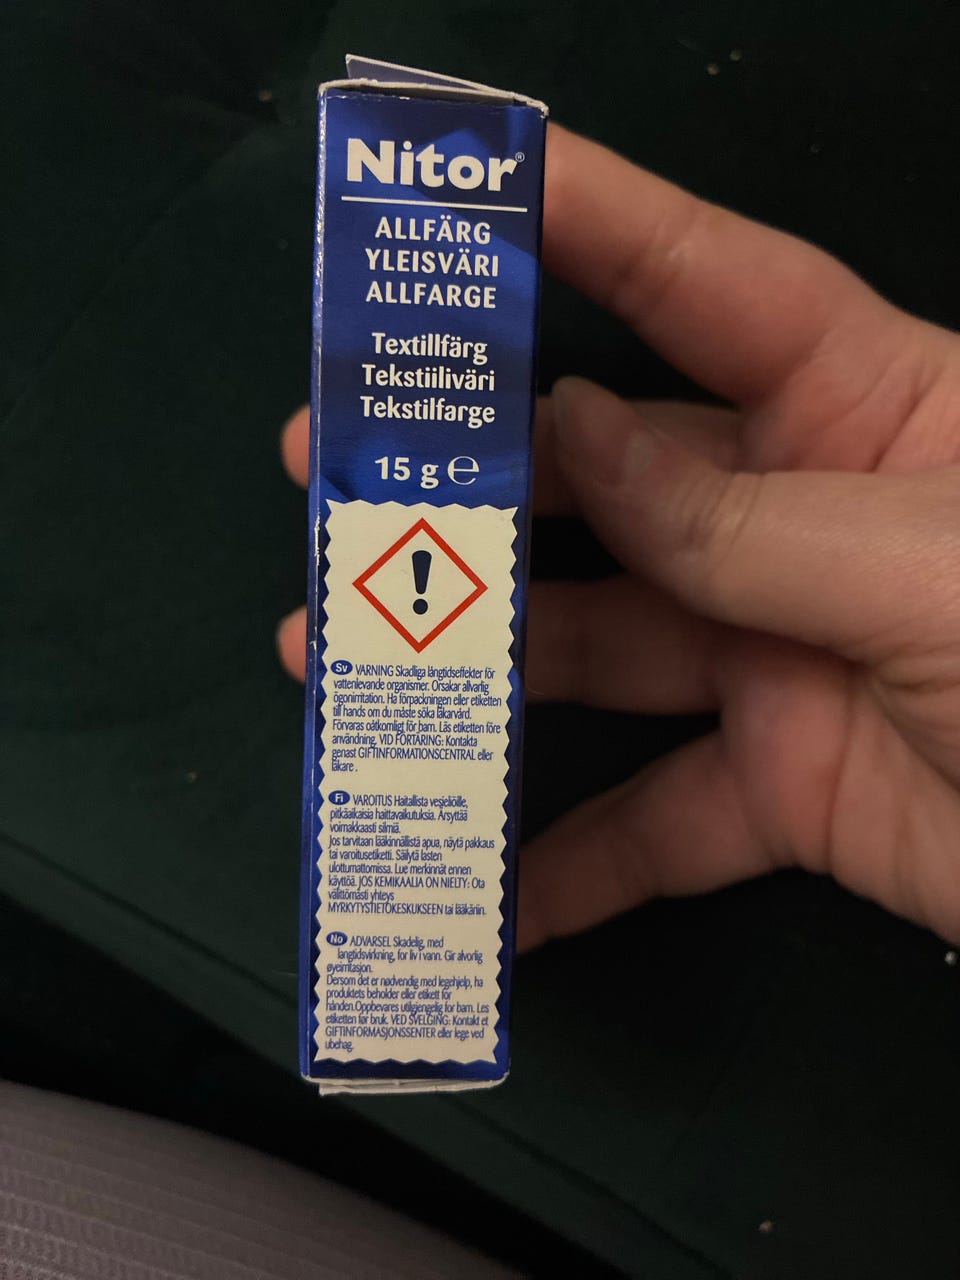 Nitor®
ALLFÄRG
YLEISVÄRI
ALLFARGE
Textillfärg
Tekstiiliväri
Tekstilfarge
15 g ℮
Sv VARNING Skadliga långtidseffekter för
vattenlevande organismer. Orsakar allvarlig
ögonirritation. Ha förpackningen eller etiketten
till hands om du måste söka läkarvård.
Förvaras oåtkomligt för barn. Läs etiketten före
användning. VID FÖRTÄRING: Kontakta
genast GIFTINFORMATIONSCENTRAL eller
läkare .
Fi VAROITUS Haitallista vesieliöille,
pitkäaikaisia haittavaikutuksia. Ärsyttää
voimakkaasti silmiä.
Jos tarvitaan lääkinnällistä apua, näytä pakkaus
tai varoitusetiketti. Säilytä lasten
ulottumattomissa. Lue merkinnät ennen
käyttöä. JOS KEMIKAALIA ON NIELTY: Ota
välittömästi yhteys
MYRKYTYSTIETOKESKUKSEEN tai lääkäriin.
No ADVARSEL Skadelig, med
langtidsvirkning, for liv i vann. Gir alvorlig
øyeirritasjon.
Dersom det er nødvendig med legehjelp, ha
produktets beholder eller etikett for
hånden.Oppbevares utilgjengelig for barn. Les
etiketten før bruk. VED SVELGING: Kontakt et
GIFTINFORMASJONSSENTER eller lege ved
ubehag.